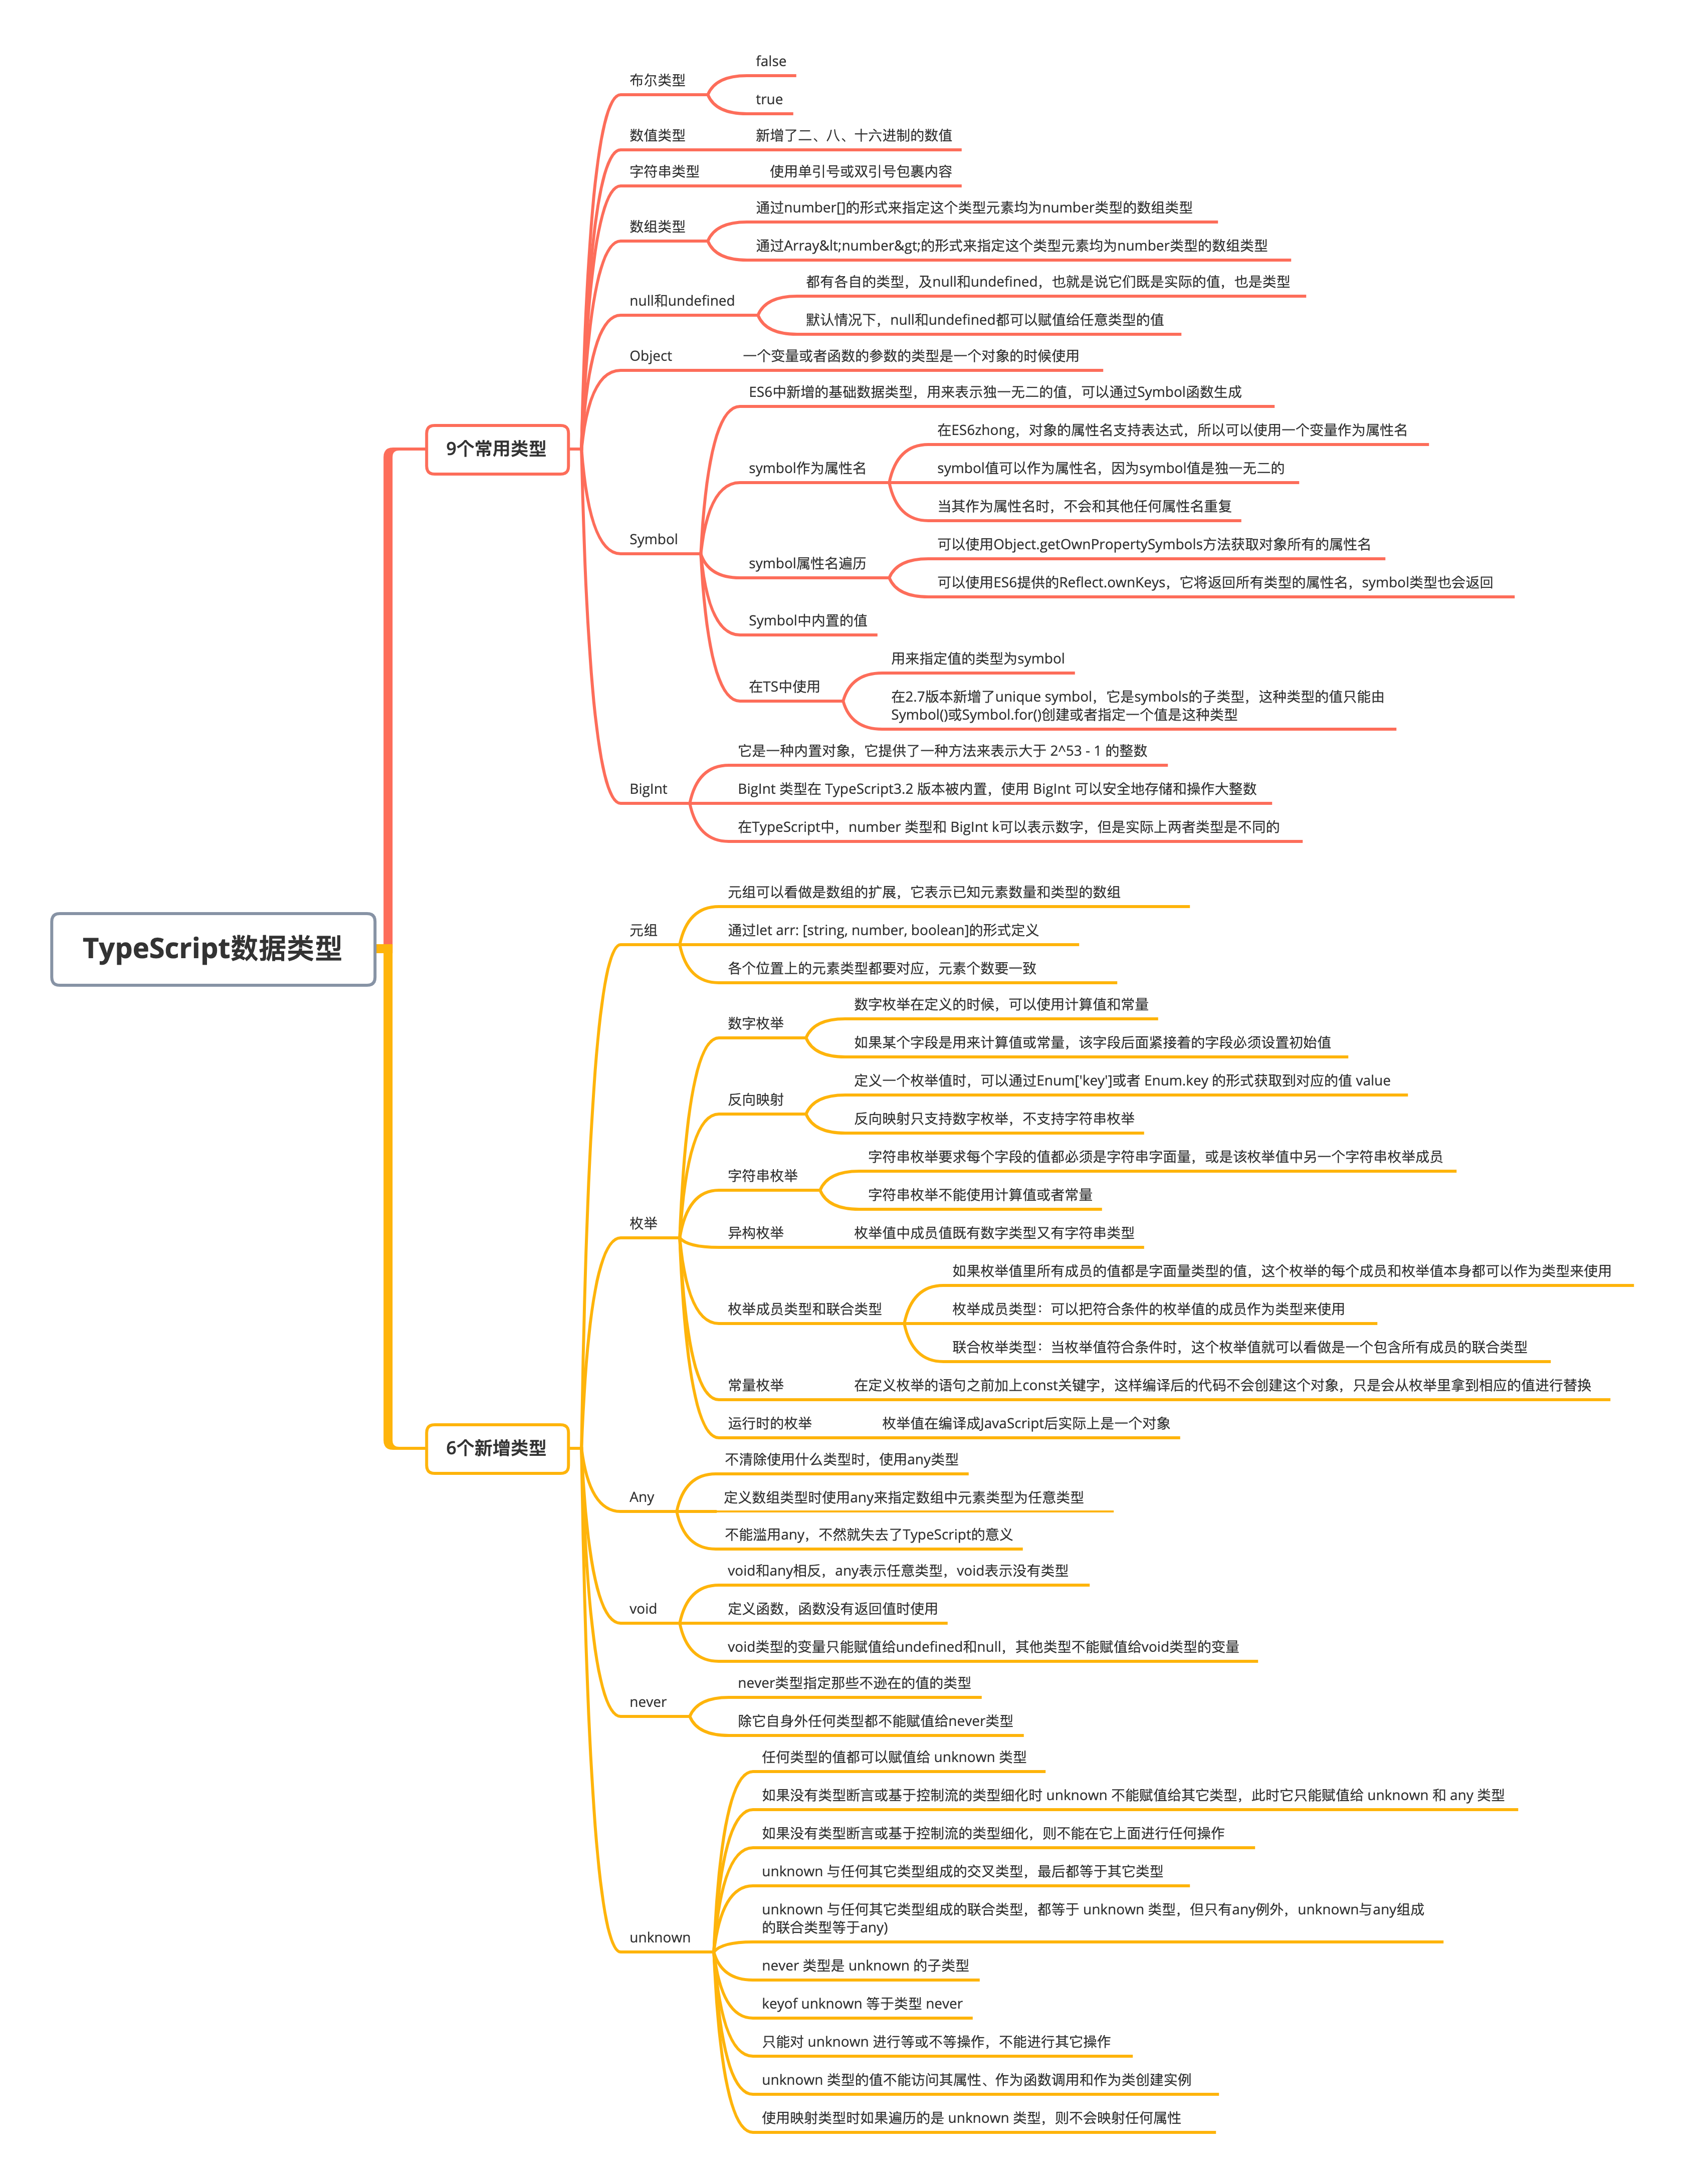 TypeScript数据类型
9个常用类型
布尔类型
false
true
数值类型
新增了二、八、十六进制的数值
字符串类型
使用单引号或双引号包裹内容
数组类型
通过number[]的形式来指定这个类型元素均为number类型的数组类型
通过Array&lt;number&gt;的形式来指定这个类型元素均为number类型的数组类型
null和undefined
都有各自的类型，及null和undefined，也就是说它们既是实际的值，也是类型
默认情况下，null和undefined都可以赋值给任意类型的值
Object
一个变量或者函数的参数的类型是一个对象的时候使用
Symbol
ES6中新增的基础数据类型，用来表示独一无二的值，可以通过Symbol函数生成
symbol作为属性名
在ES6zhong，对象的属性名支持表达式，所以可以使用一个变量作为属性名
symbol值可以作为属性名，因为symbol值是独一无二的
当其作为属性名时，不会和其他任何属性名重复
symbol属性名遍历
可以使用Object.getOwnPropertySymbols方法获取对象所有的属性名
可以使用ES6提供的Reflect.ownKeys，它将返回所有类型的属性名，symbol类型也会返回
Symbol中内置的值
在TS中使用
用来指定值的类型为symbol
在2.7版本新增了unique symbol，它是symbols的子类型，这种类型的值只能由
Symbol()或Symbol.for()创建或者指定一个值是这种类型
BigInt
它是一种内置对象，它提供了一种方法来表示大于 2^53 - 1 的整数
BigInt 类型在 TypeScript3.2 版本被内置，使用 BigInt 可以安全地存储和操作大整数
在TypeScript中，number 类型和 BigInt k可以表示数字，但是实际上两者类型是不同的
6个新增类型
元组
元组可以看做是数组的扩展，它表示已知元素数量和类型的数组
通过let arr: [string, number, boolean]的形式定义
各个位置上的元素类型都要对应，元素个数要一致
枚举
数字枚举
数字枚举在定义的时候，可以使用计算值和常量
如果某个字段是用来计算值或常量，该字段后面紧接着的字段必须设置初始值
反向映射
定义一个枚举值时，可以通过Enum['key']或者 Enum.key 的形式获取到对应的值 value
反向映射只支持数字枚举，不支持字符串枚举
字符串枚举
字符串枚举要求每个字段的值都必须是字符串字面量，或是该枚举值中另一个字符串枚举成员
字符串枚举不能使用计算值或者常量
异构枚举
枚举值中成员值既有数字类型又有字符串类型
枚举成员类型和联合类型
如果枚举值里所有成员的值都是字面量类型的值，这个枚举的每个成员和枚举值本身都可以作为类型来使用
枚举成员类型：可以把符合条件的枚举值的成员作为类型来使用
联合枚举类型：当枚举值符合条件时，这个枚举值就可以看做是一个包含所有成员的联合类型
常量枚举
在定义枚举的语句之前加上const关键字，这样编译后的代码不会创建这个对象，只是会从枚举里拿到相应的值进行替换
运行时的枚举
枚举值在编译成JavaScript后实际上是一个对象
Any
不清除使用什么类型时，使用any类型
定义数组类型时使用any来指定数组中元素类型为任意类型
不能滥用any，不然就失去了TypeScript的意义
void
void和any相反，any表示任意类型，void表示没有类型
定义函数，函数没有返回值时使用
void类型的变量只能赋值给undefined和null，其他类型不能赋值给void类型的变量
never
never类型指定那些不逊在的值的类型
除它自身外任何类型都不能赋值给never类型
unknown
任何类型的值都可以赋值给 unknown 类型
如果没有类型断言或基于控制流的类型细化时 unknown 不能赋值给其它类型，此时它只能赋值给 unknown 和 any 类型
如果没有类型断言或基于控制流的类型细化，则不能在它上面进行任何操作
unknown 与任何其它类型组成的交叉类型，最后都等于其它类型
unknown 与任何其它类型组成的联合类型，都等于 unknown 类型，但只有any例外，unknown与any组成
的联合类型等于any)
never 类型是 unknown 的子类型
keyof unknown 等于类型 never
只能对 unknown 进行等或不等操作，不能进行其它操作
unknown 类型的值不能访问其属性、作为函数调用和作为类创建实例
使用映射类型时如果遍历的是 unknown 类型，则不会映射任何属性